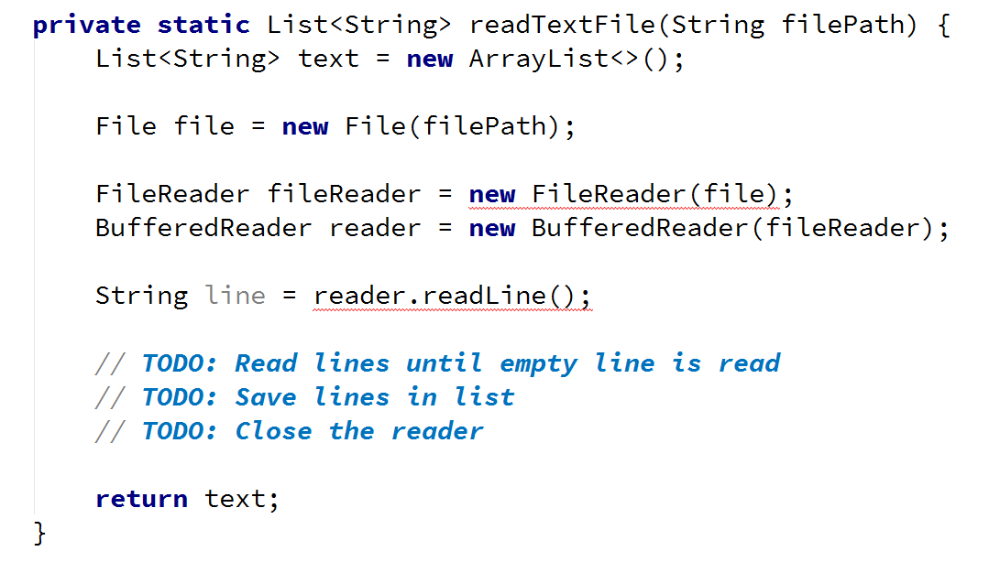 private static List<String> readTextFile(String filePath) {
    List<String> text = new ArrayList<>();
    File file = new File(filePath);
    FileReader fileReader = new FileReader(file);
    BufferedReader reader = new BufferedReader(fileReader);
    String line = reader.readLine();
    // TODO: Read lines until empty line is read
    // TODO: Save lines in list
    // TODO: Close the reader
    return text;
}